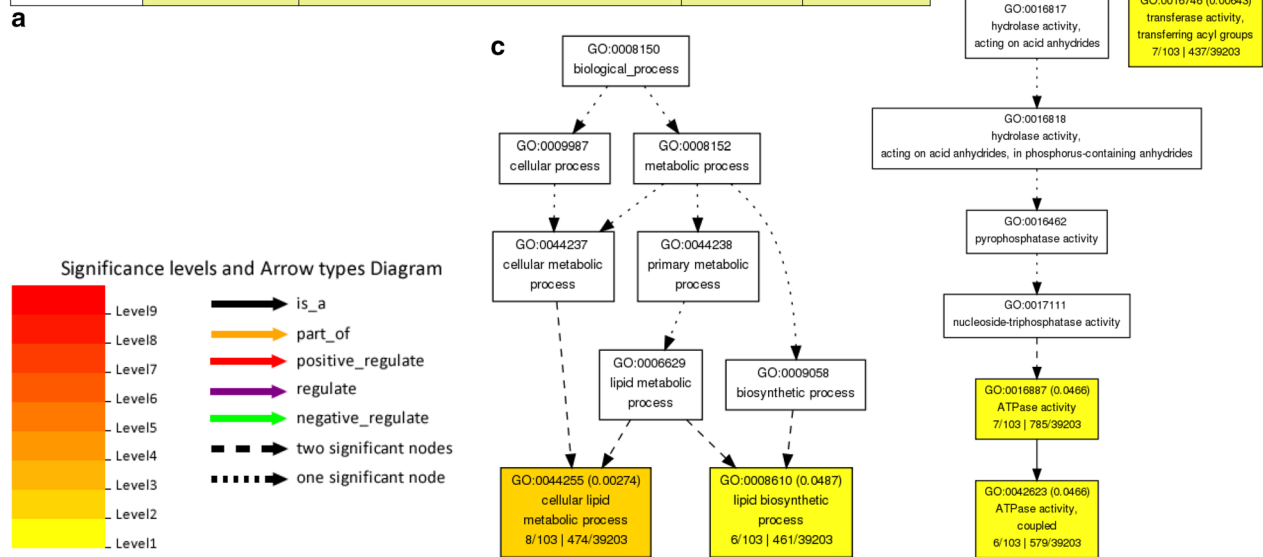 a
Significance levels and Arrow types Diagram
Level9
Level8
Level7
Level6
Level5
Level4
Level3
Level2
Level1
is_a
part_of
positive_regulate
regulate
negative_regulate
two significant nodes
one significant node
c
GO:0008150
biological_process
GO:0009987
cellular process
GO:0008152
metabolic process
GO:0044237
cellular metabolic
process
GO:0044238
primary metabolic
process
GO:0006629
lipid metabolic
process
GO:0009058
biosynthetic process
GO:0044255 (0.00274)
cellular lipid
metabolic process
8/103 | 474/39203
GO:0008610 (0.0487)
lipid biosynthetic
process
6/103 | 461/39203
GO:0016817
hydrolase activity,
acting on acid anhydrides
GO:0016746 (0.00643)
transferase activity,
transferring acyl groups
7/103 | 437/39203
GO:0016818
hydrolase activity,
acting on acid anhydrides, in phosphorus-containing anhydrides
GO:0016462
pyrophosphatase activity
GO:0017111
nucleoside-triphosphatase activity
GO:0016887 (0.0466)
ATPase activity
7/103 | 785/39203
GO:0042623 (0.0466)
ATPase activity,
coupled
6/103 | 579/39203